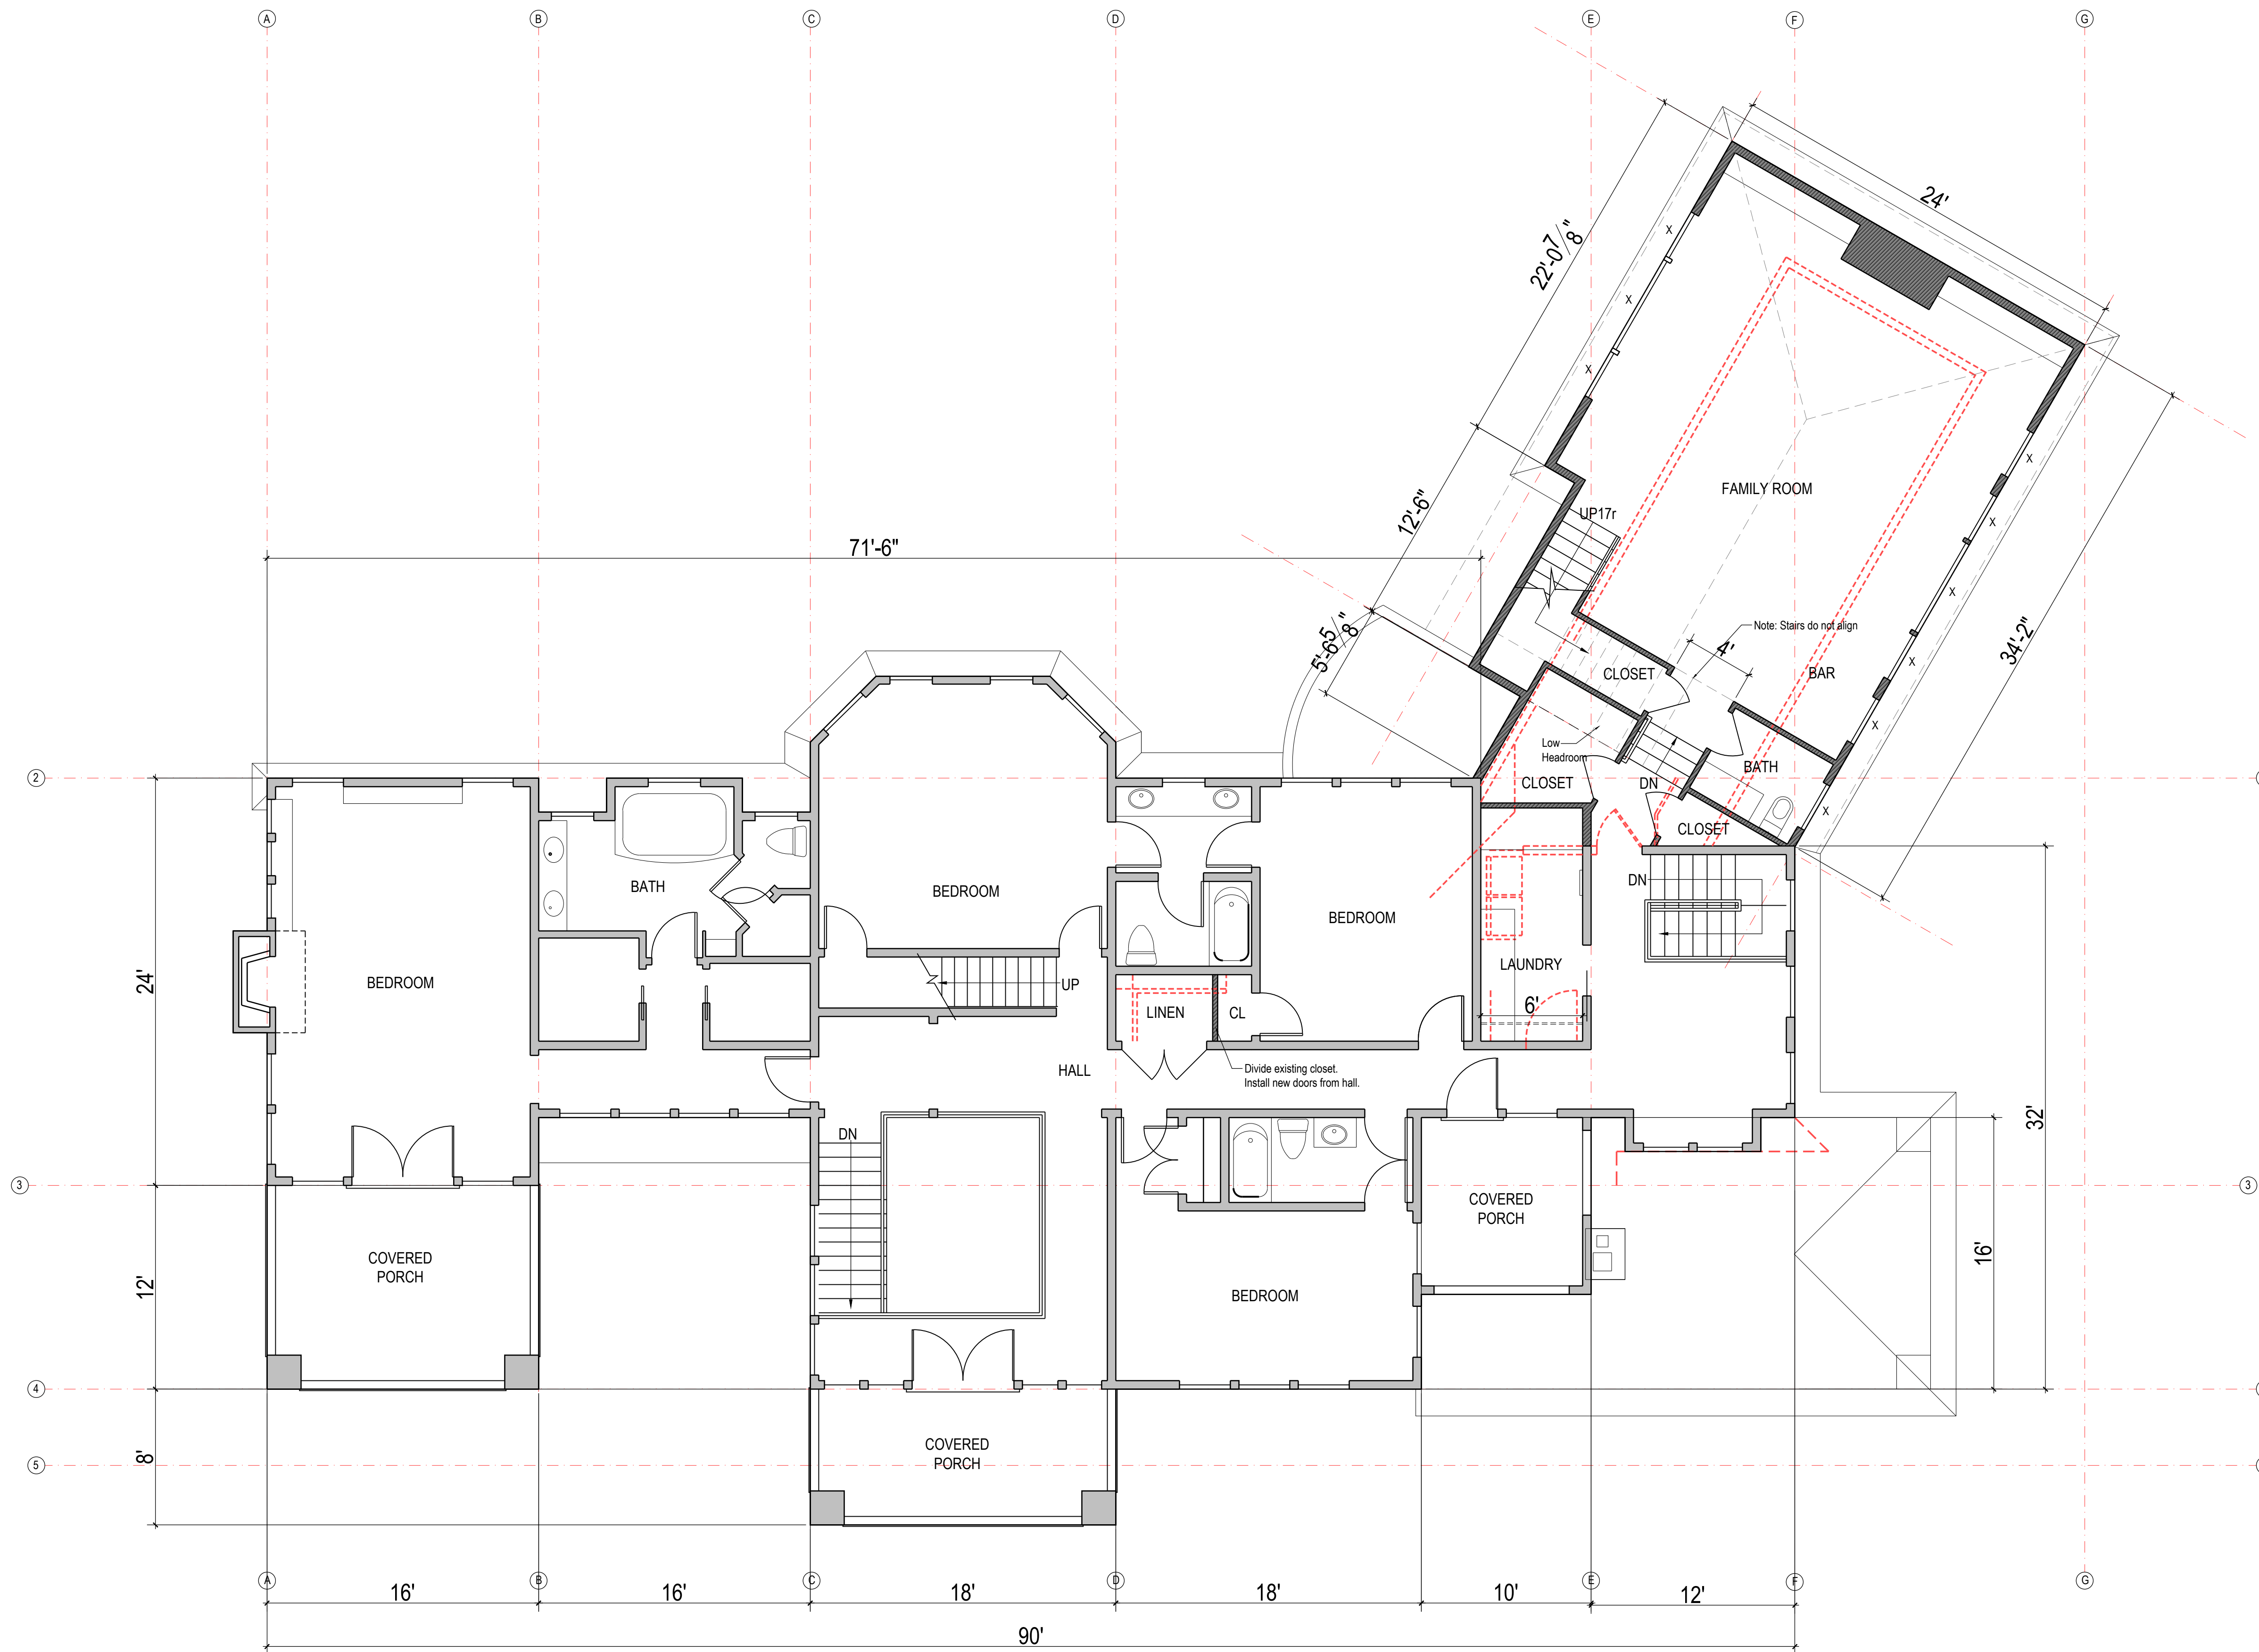 A
B
C
D
E
F
G
24'
22'-0 7/8"
FAMILY ROOM
UP17r
12'-6"
71'-6"
Note: Stairs do not align
4'
34'-2"
5'-6 5/8"
CLOSET
BAR
Low
Headroom
2
BATH
CLOSET
DN
CLOSET
BATH
BEDROOM
DN
BEDROOM
LAUNDRY
24'
BEDROOM
UP
6'
LINEN
CL
HALL
Divide existing closet.
Install new doors from hall.
32'
DN
3
3
COVERED
PORCH
16'
COVERED
PORCH
12'
BEDROOM
4
COVERED
PORCH
8'
5
A
B
C
D
E
F
G
16'
16'
18'
18'
10'
12'
90'
X
X
X
X
X
X
X
X
X